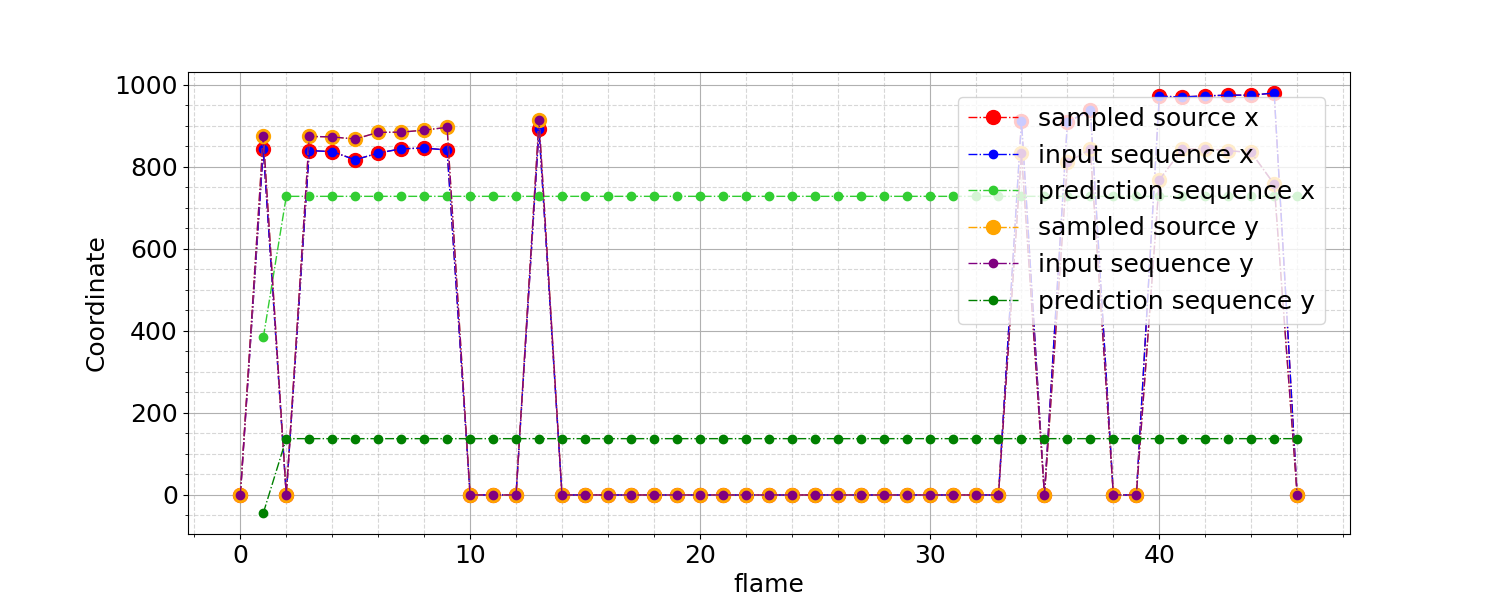 1000
800
600
400
200
0
Coordinate
sampled source x
input sequence x
prediction sequence x
sampled source y
input sequence y
prediction sequence y
0 10 20 30 40
flame